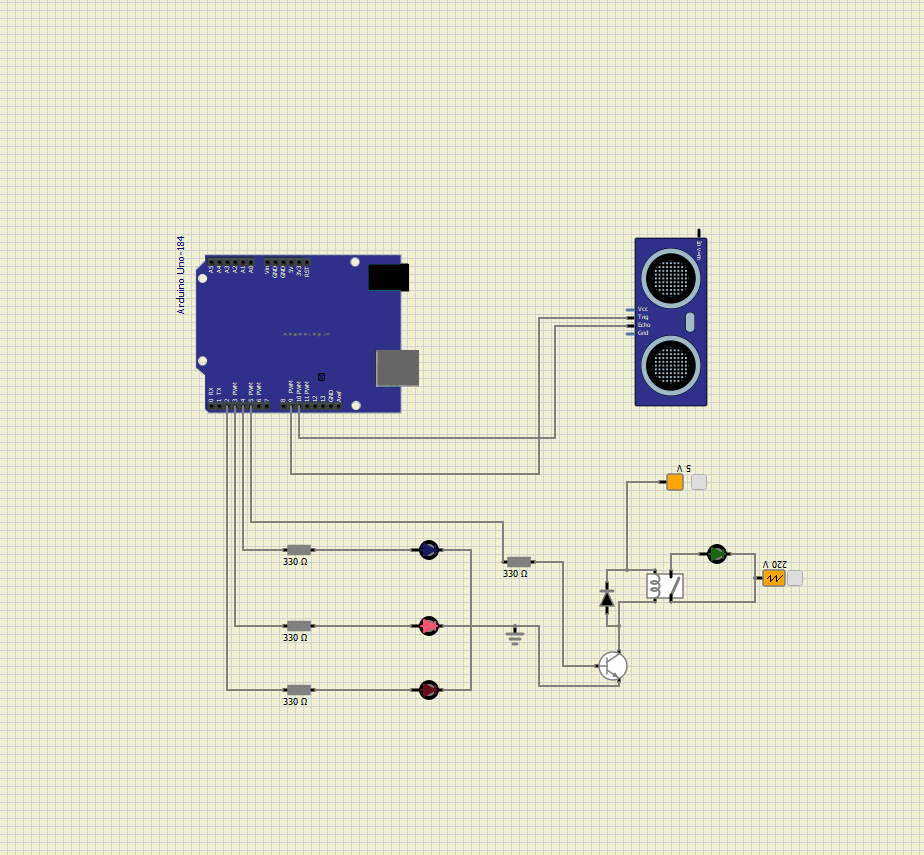 Arduino Uno-184
A5
A4
A3
A2
A1
A0
Vin
GND
GND
5V
3V3
RST
0 RX
1 TX
2
3 PWM
4
5 PWM
6 PWM
7
8
9 PWM
10 PWM
11 PWM
12
13
GND
Aref
Vcc
Trig
Echo
Gnd
5 V
330 Ω
330 Ω
220 V
330 Ω
330 Ω